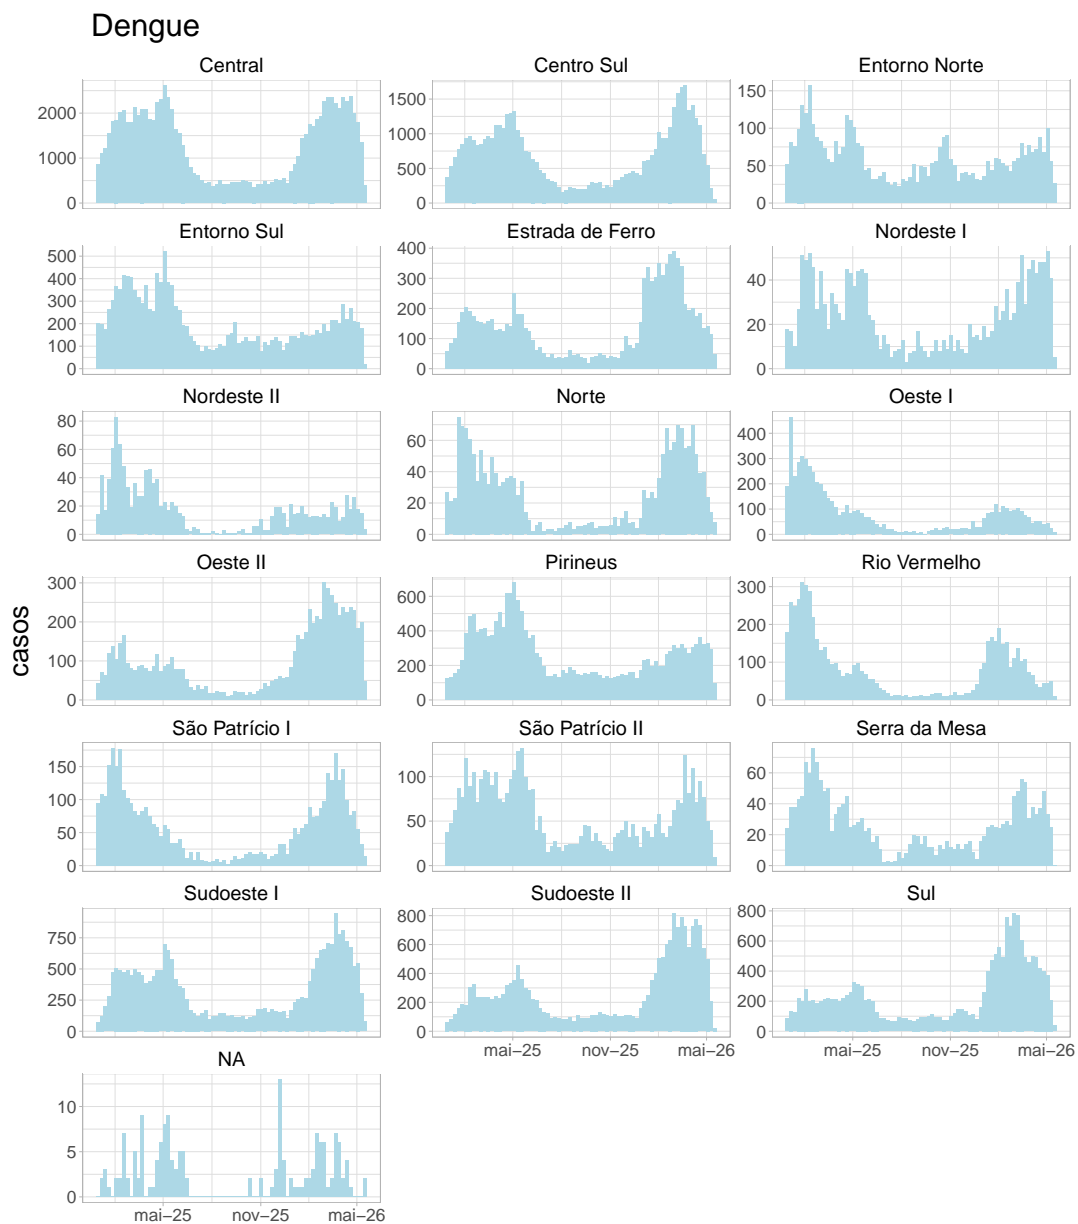 Dengue
Central
Centro Sul
Entorno Norte
2000
1000
0
1500
1000
500
0
150
100
50
0
Entorno Sul
Estrada de Ferro
Nordeste I
500
400
300
200
100
0
400
300
200
100
0
40
20
0
Nordeste II
Norte
Oeste I
80
60
40
20
0
60
40
20
0
400
300
200
100
0
Oeste II
Pirineus
Rio Vermelho
300
200
100
0
600
400
200
0
300
200
100
0
casos
São Patrício I
São Patrício II
Serra da Mesa
150
100
50
0
100
50
0
60
40
20
0
Sudoeste I
Sudoeste II
Sul
750
500
250
0
800
600
400
200
0
800
600
400
200
0
mai−25
nov−25
mai−26
mai−25
nov−25
mai−26
NA
10
5
0
mai−25
nov−25
mai−26